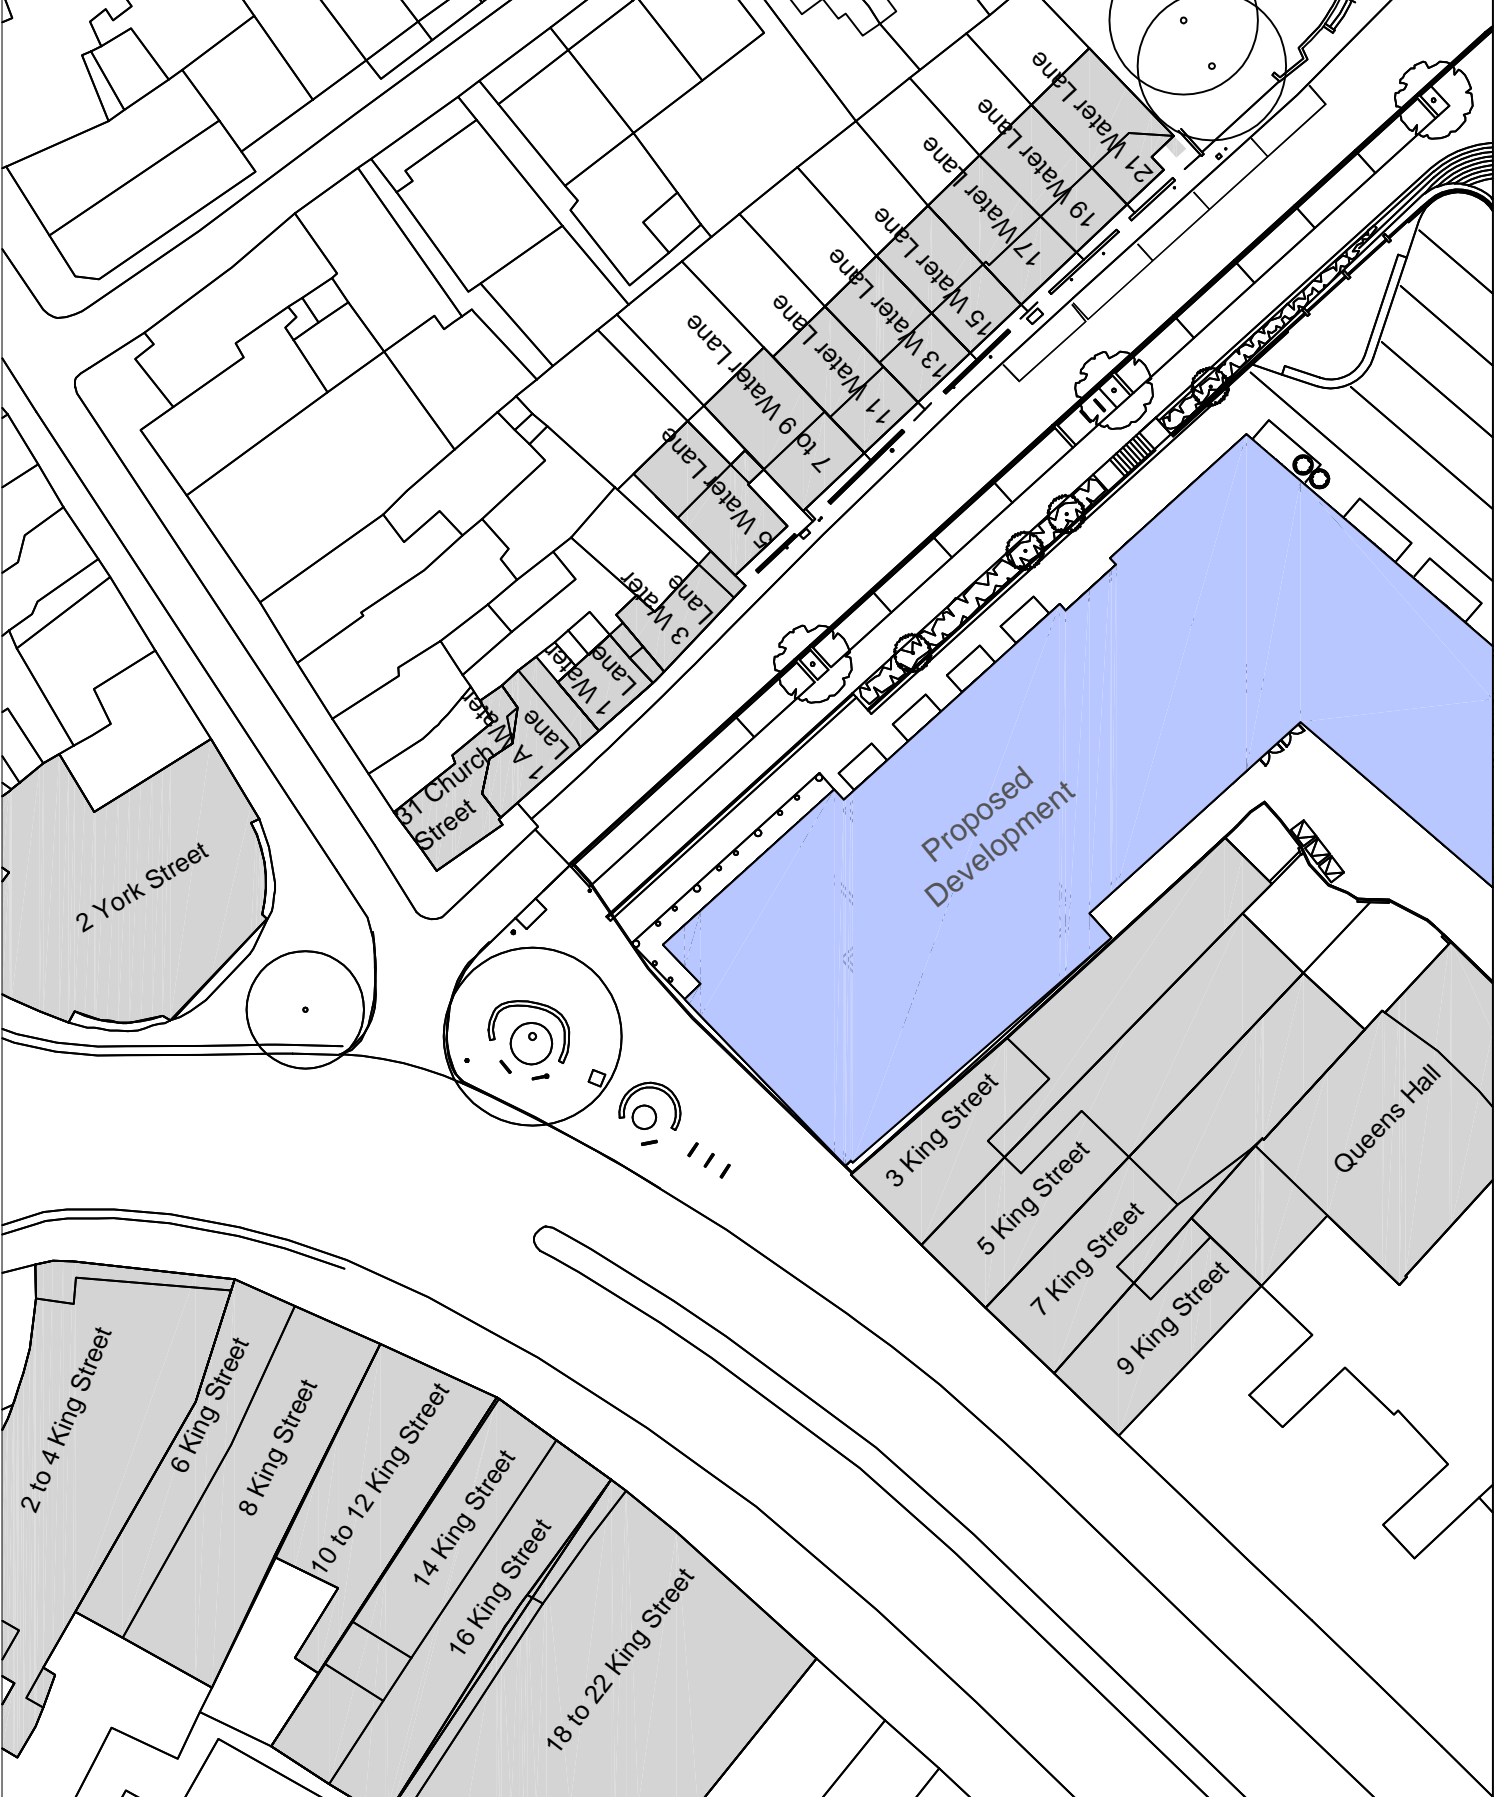 21 Water Lane
19 Water Lane
17 Water Lane
15 Water Lane
13 Water Lane
11 Water Lane
7 to 9 Water Lane
5 Water Lane
3 Water
Lane
1 Water
Lane
1 A Water
Lane
31 Church
Street
2 York Street
Proposed
Development
3 King Street
5 King Street
7 King Street
9 King Street
Queens Hall
2 to 4 King Street
6 King Street
8 King Street
10 to 12 King Street
14 King Street
16 King Street
18 to 22 King Street